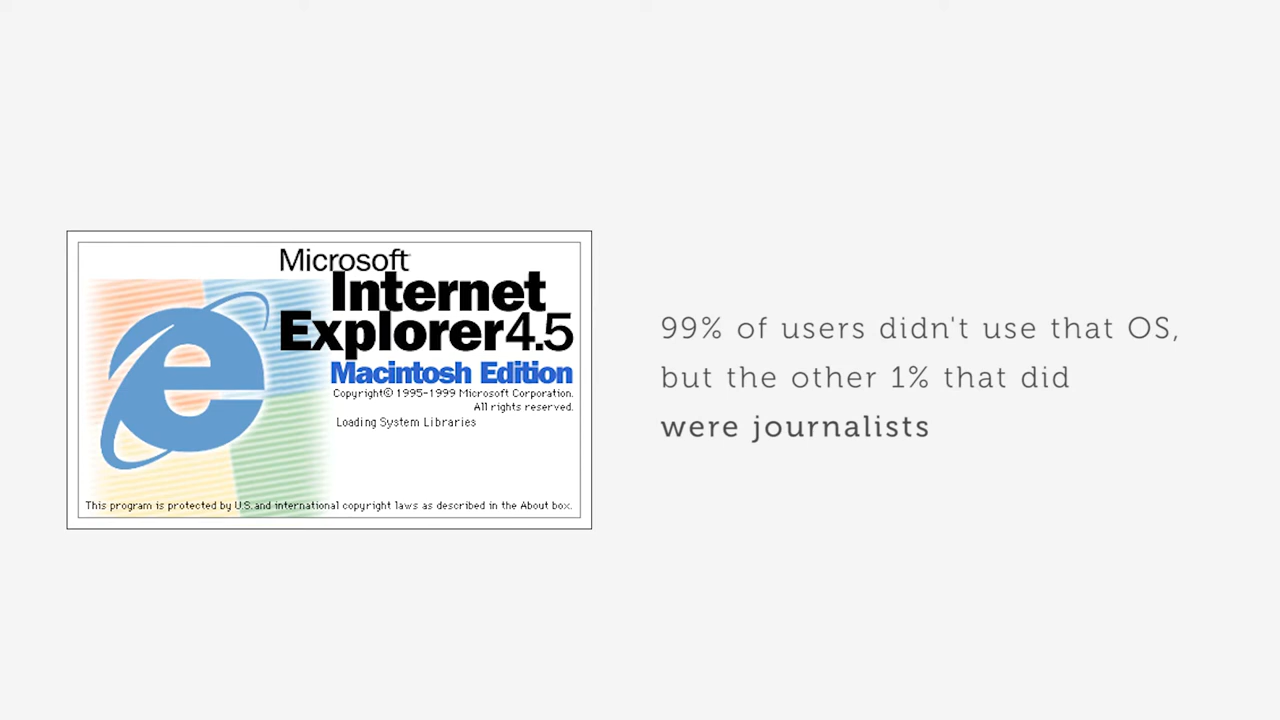 Microsoft
Internet
Explorer4.5
Macintosh Edition
Copyright© 1995-1999 Microsoft Corporation.
All rights reserved.
Loading System Libraries
This program is protected by U.S. and international copyright laws as described in the About box.
99% of users didn't use that OS,
but the other 1% that did
were journalists